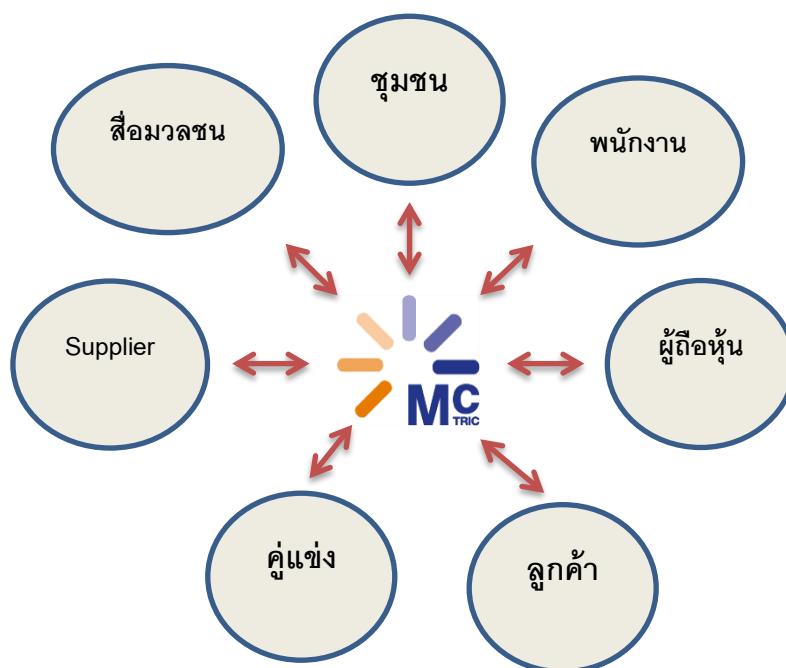 ชุมชน
สื่อมวลชน
พนักงาน
Supplier
ผู้ถือหุ้น
MC
TRIC
คู่แข่ง
ลูกค้า